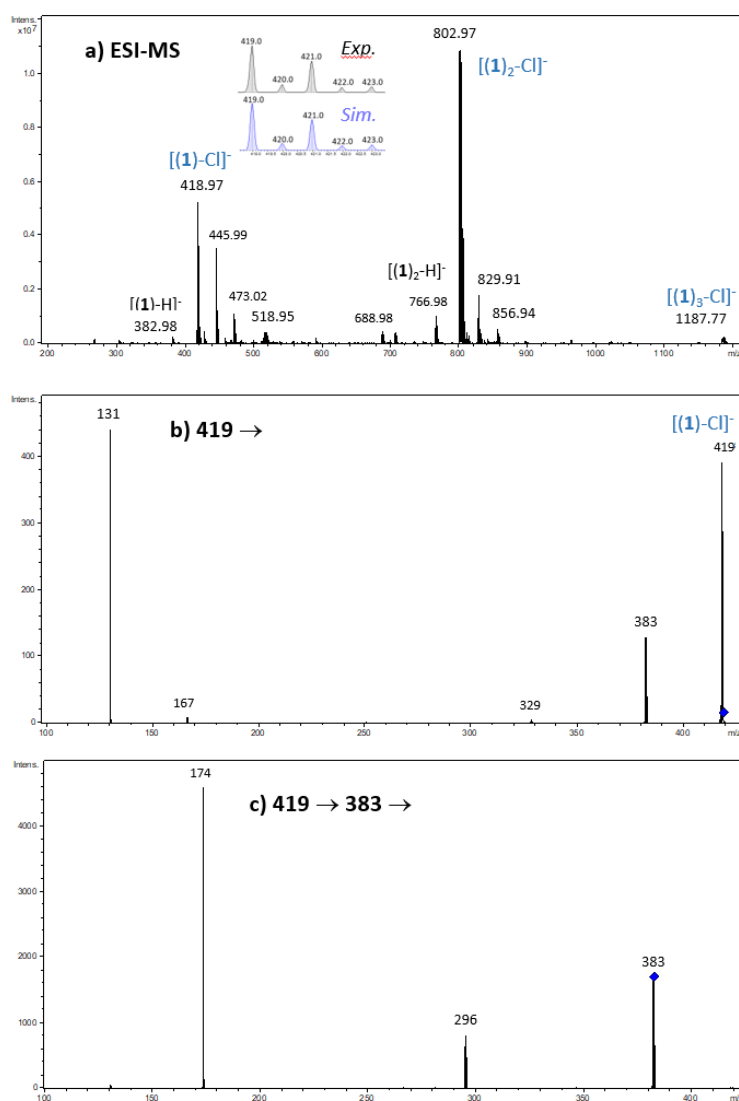 Intens.
x10⁷
a) ESI-MS
419.0
420.0
421.0
422.0
423.0
Exp.
419.0
420.0
421.0
422.0
423.0
Sim.
802.97
[(1)₂-Cl]⁻
[(1)-Cl]⁻
418.97
445.99
473.02
518.95
[(1)-H]⁻
382.98
688.98
[(1)₂-H]⁻
766.98
829.91
856.94
[(1)₃-Cl]⁻
1187.77
1.0
0.8
0.6
0.4
0.2
0.0
200 300 400 500 600 700 800 900 1000 1100 m/z
Intens.
b) 419 →
131
167
329
383
[(1)-Cl]⁻
419
400
300
200
100
0
100 150 200 250 300 350 400 m/z
Intens.
c) 419 → 383 →
174
296
383
4000
3000
2000
1000
0
100 150 200 250 300 350 400 m/z